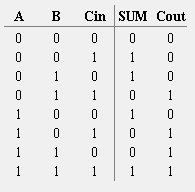 A B Cin SUM Cout
0 0 0 0 0
0 0 1 1 0
0 1 0 1 0
0 1 1 0 1
1 0 0 1 0
1 0 1 0 1
1 1 0 0 1
1 1 1 1 1